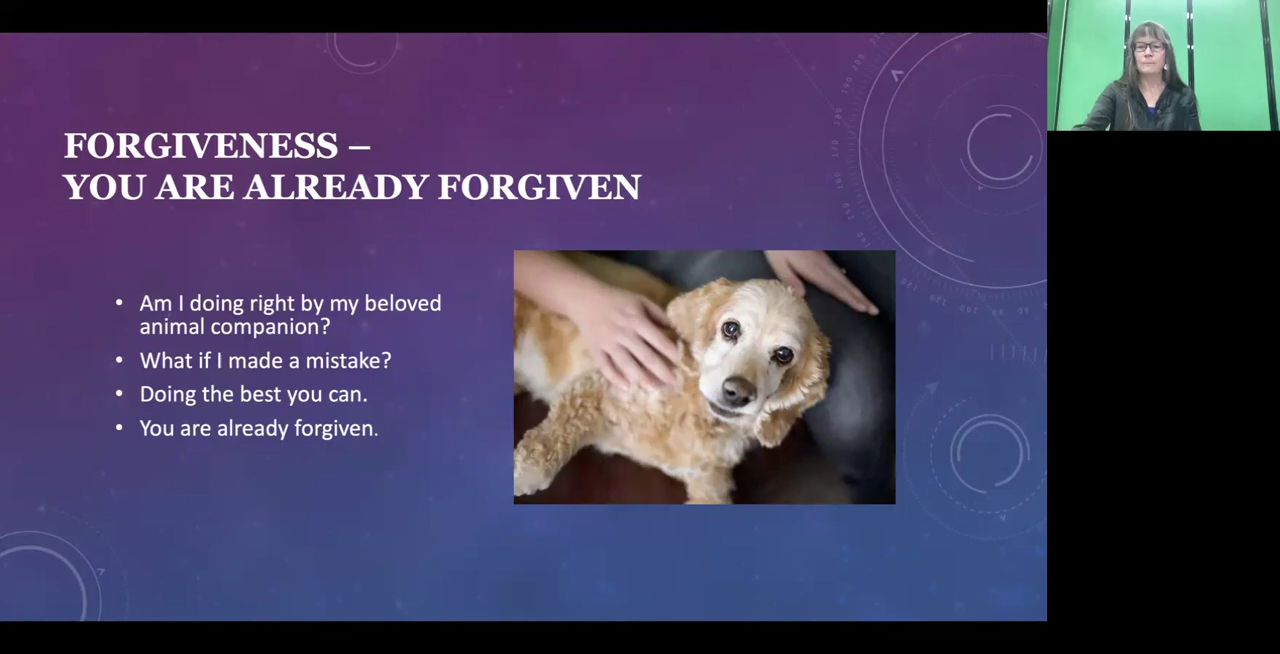 FORGIVENESS –
YOU ARE ALREADY FORGIVEN
• Am I doing right by my beloved
animal companion?
• What if I made a mistake?
• Doing the best you can.
• You are already forgiven.